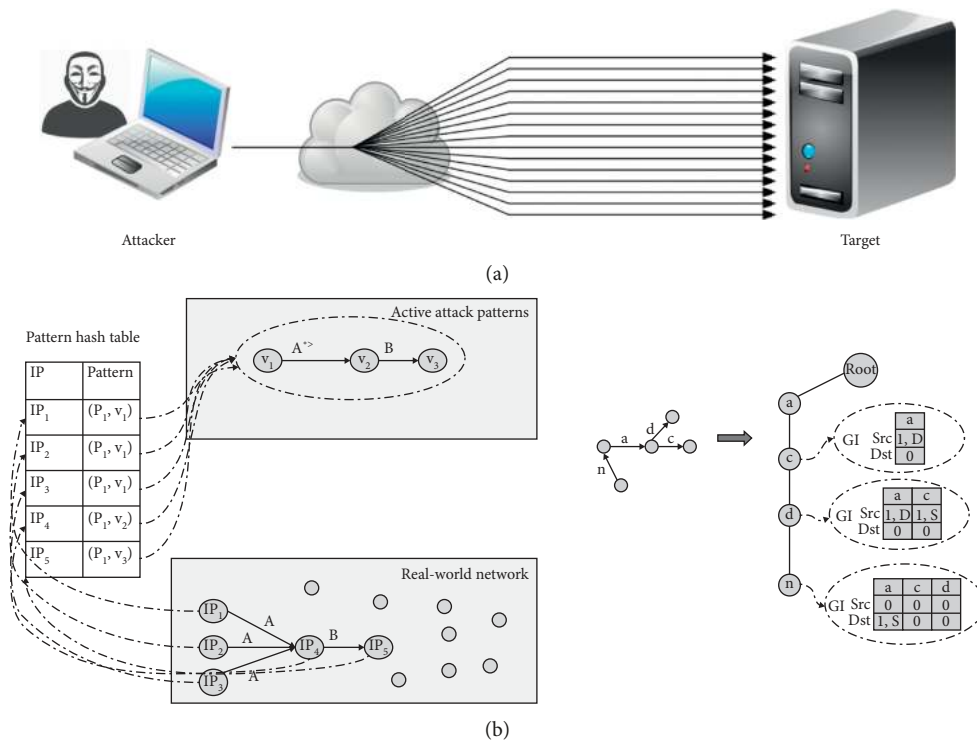 Attacker
Target
(a)
Pattern hash table
IP Pattern
IP₁ (P₁, v₁)
IP₂ (P₁, v₁)
IP₃ (P₁, v₁)
IP₄ (P₁, v₂)
IP₅ (P₁, v₃)
Active attack patterns
v₁ A*> v₂ B v₃
Real-world network
IP₁
A
IP₂ A IP₄ B IP₅
IP₃ A
a
d
c
n
Root
a
c
d
n
a
GI Src 1, D
Dst 0
a c
GI Src 1, D 1, S
Dst 0 0
a c d
GI Src 0 0 0
Dst 1, S 0 0
(b)